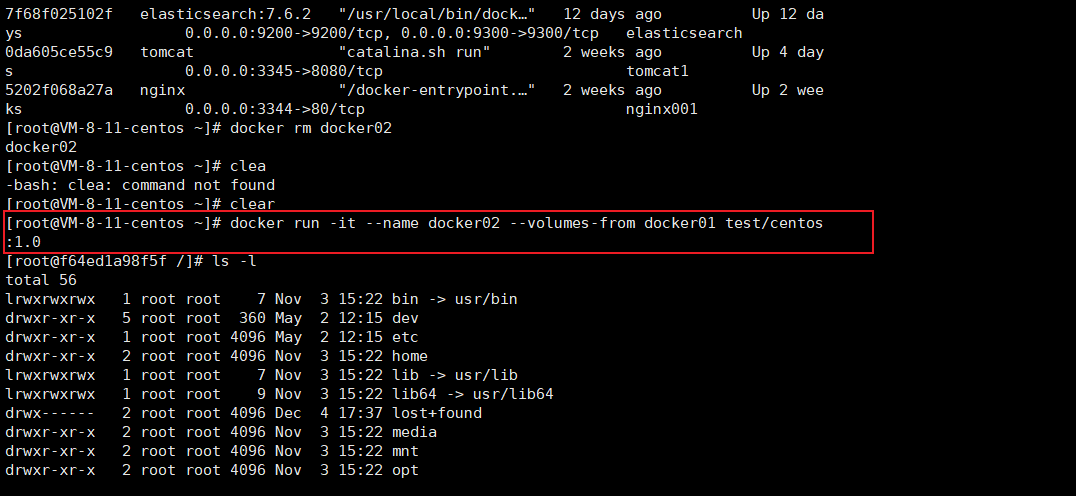 7f68f025102f   elasticsearch:7.6.2   "/usr/local/bin/dock…"   12 days ago          Up 12 da
ys                  0.0.0.0:9200->9200/tcp, 0.0.0.0:9300->9300/tcp   elasticsearch
0da605ce55c9   tomcat                "catalina.sh run"        2 weeks ago          Up 4 day
s                   0.0.0.0:3345->8080/tcp                           tomcat1
5202f068a27a   nginx                 "/docker-entrypoint.…"   2 weeks ago          Up 2 wee
ks                  0.0.0.0:3344->80/tcp                             nginx001
[root@VM-8-11-centos ~]# docker rm docker02
docker02
[root@VM-8-11-centos ~]# clea
-bash: clea: command not found
[root@VM-8-11-centos ~]# clear
[root@VM-8-11-centos ~]# docker run -it --name docker02 --volumes-from docker01 test/centos
:1.0
[root@f64ed1a98f5f /]# ls -l
total 56
lrwxrwxrwx   1 root root    7 Nov  3 15:22 bin -> usr/bin
drwxr-xr-x   5 root root  360 May  2 12:15 dev
drwxr-xr-x   1 root root 4096 May  2 12:15 etc
drwxr-xr-x   2 root root 4096 Nov  3 15:22 home
lrwxrwxrwx   1 root root    7 Nov  3 15:22 lib -> usr/lib
lrwxrwxrwx   1 root root    9 Nov  3 15:22 lib64 -> usr/lib64
drwx------   2 root root 4096 Dec  4 17:37 lost+found
drwxr-xr-x   2 root root 4096 Nov  3 15:22 media
drwxr-xr-x   2 root root 4096 Nov  3 15:22 mnt
drwxr-xr-x   2 root root 4096 Nov  3 15:22 opt